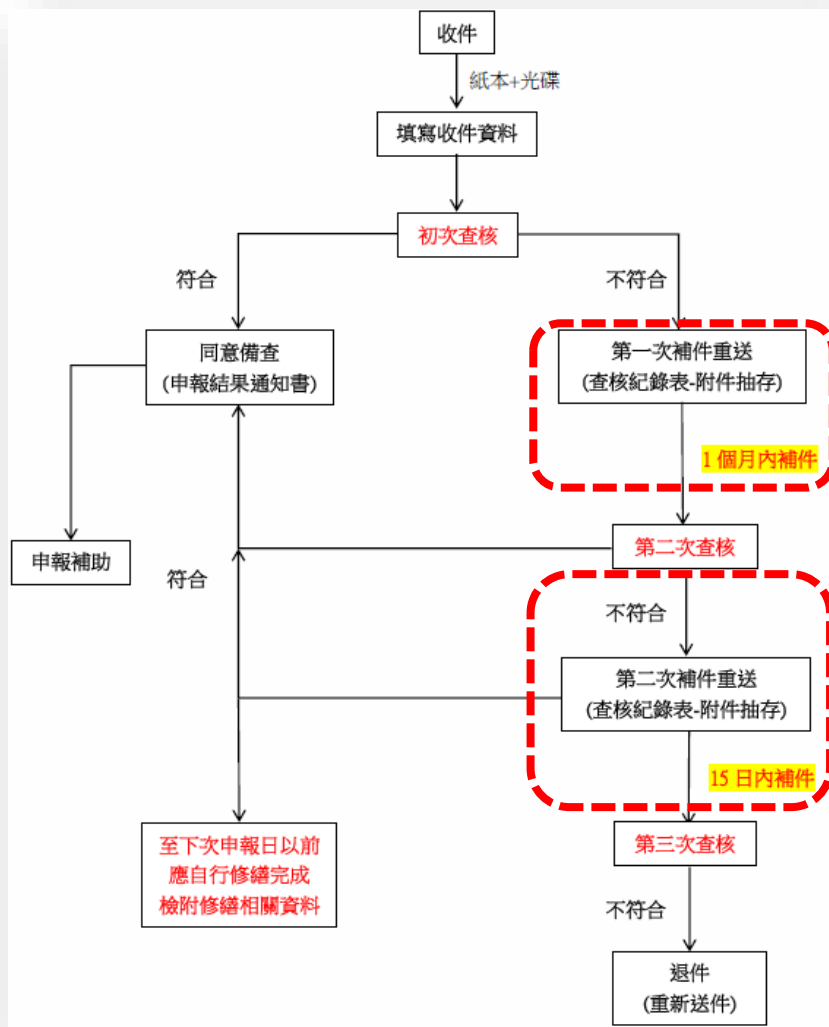 收件
紙本+光碟
填寫收件資料
初次查核
符合
不符合
同意備查
(申報結果通知書)
第一次補件重送
(查核紀錄表-附件抽存)
1 個月內補件
申報補助
符合
第二次查核
不符合
第二次補件重送
(查核紀錄表-附件抽存)
15 日內補件
至下次申報日以前
應自行修繕完成
檢附修繕相關資料
第三次查核
不符合
退件
(重新送件)